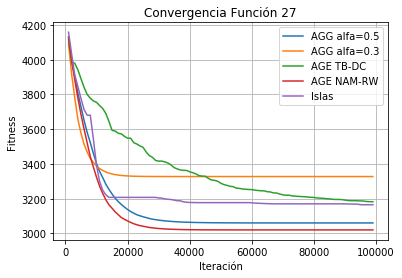 Convergencia Función 27
AGG alfa=0.5
AGG alfa=0.3
AGE TB-DC
AGE NAM-RW
Islas
Fitness
4200
4000
3800
3600
3400
3200
3000
0
20000
40000
60000
80000
100000
Iteración